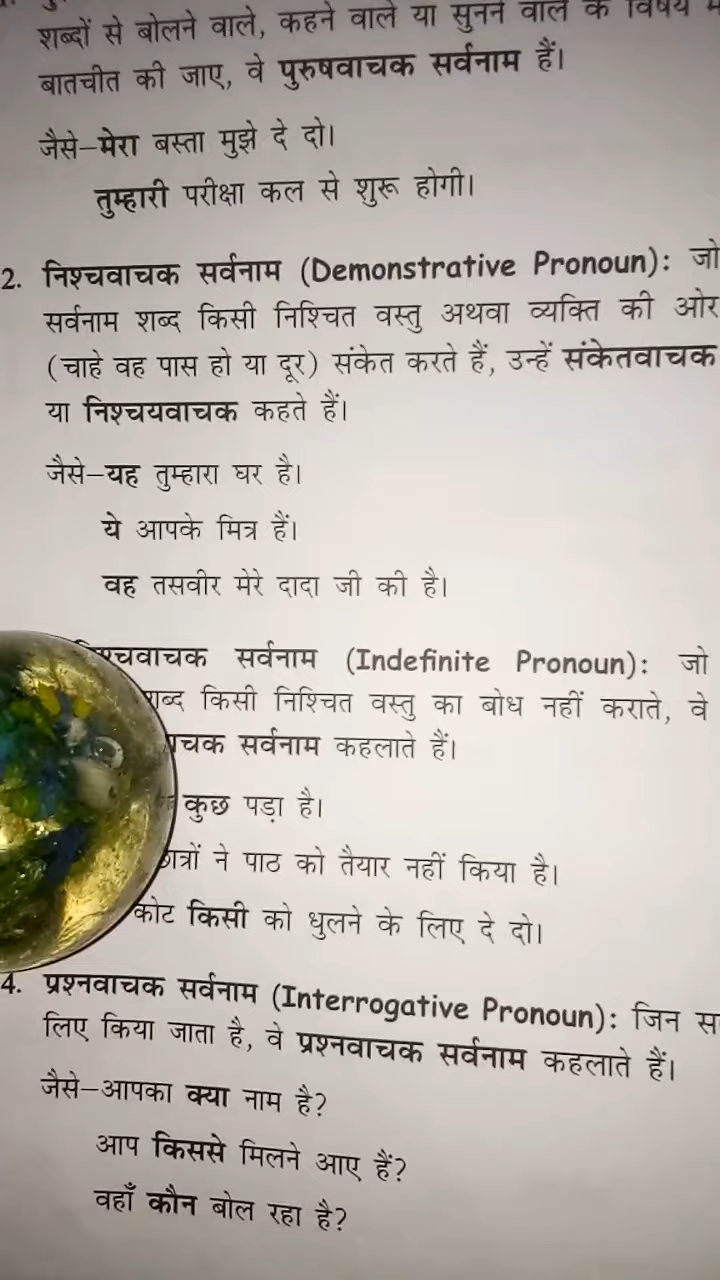 शब्दों से बोलने वाले, कहने वाले या सुनने वाले के विषय में
बातचीत की जाए, वे पुरुषवाचक सर्वनाम हैं।
जैसे–मेरा बस्ता मुझे दे दो।
तुम्हारी परीक्षा कल से शुरू होगी।
2. निश्चवाचक सर्वनाम (Demonstrative Pronoun): जो
सर्वनाम शब्द किसी निश्चित वस्तु अथवा व्यक्ति की ओर
(चाहे वह पास हो या दूर) संकेत करते हैं, उन्हें संकेतवाचक
या निश्चयवाचक कहते हैं।
जैसे–यह तुम्हारा घर है।
ये आपके मित्र हैं।
वह तसवीर मेरे दादा जी की है।
सर्वनाम (Indefinite Pronoun): जो
किसी निश्चित वस्तु का बोध नहीं कराते, वे
सर्वनाम कहलाते हैं।
कुछ पड़ा है।
ने पाठ को तैयार नहीं किया है।
कोट किसी को धुलने के लिए दे दो।
4. प्रश्नवाचक सर्वनाम (Interrogative Pronoun): जिन
लिए किया जाता है, वे प्रश्नवाचक सर्वनाम कहलाते हैं।
जैसे–आपका क्या नाम है?
आप किससे मिलने आए हैं?
वहाँ कौन बोल रहा है?